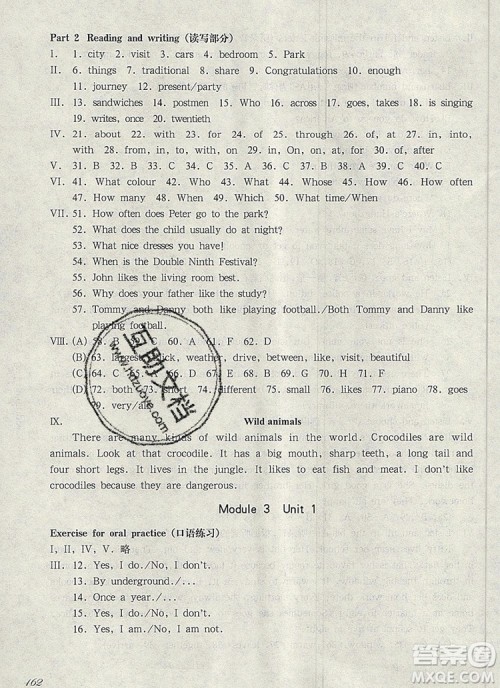 Part 2 Reading and writing (读写部分)
I. 1. city 2. visit 3. cars 4. bedroom 5. Park
II. 6. things 7. traditional 8. share 9. Congratulations 10. enough
11. journey 12. present/party
III. 13. sandwiches 14. postmen 15. Who 16. across 17. goes, takes 18. is singing
19. writes, once 20. twentieth
IV. 21. about 22. with 23. for 24. of 25. through 26. of, at 27. in, into,
with 28. from, in, to, with 29. on, in 30. on, of, after
V. 31. B 32. B 33. C 34. C 35. C 36. B 37. A 38. C 39. C 40. C
VI. 41. What colour 42. What 43. Where 44. What 45. How 46. How often
47. How many 48. When 49. Which 50. What time/When
VII. 51. How often does Peter go to the park?
52. What does the child usually do at night?
53. What nice dresses you have!
54. When is the Double Ninth Festival?
55. John likes the living room best.
56. Why does your father like the study?
57. Tommy and Danny both like playing football./Both Tommy and Danny like
playing football.
VIII. (A) 58. A 59. C 60. A 61. F 62. D
(B) 63. largest, weather, drive, between, like, visit, beautiful
(C) 64. C 67. C 68. A 69. B 70. D 71. C
(D) 72. both 73. 74. different 75. small 76. likes 77. piano 78. goes
IX. Wild animals
There are many kinds of wild animals in the world. Crocodiles are wild
animals. Look at that crocodile. It has a big mouth, sharp teeth, a long tail and
four short legs. It lives in the jungle. It likes to eat fish and meat. I don't like
crocodiles because they are dangerous.
Module 3 Unit 1
Exercise for oral practice (口语练习)
I, II, IV, V. 略
III. 12. Yes, I do./No, I don't.
13. By underground./...
14. Once a year./...
15. Yes, I do./No, I don't.
16. Yes, I am./No, I am not.
162
互助文档
www.hdzuoye.com
作业帮
MXQE.COM